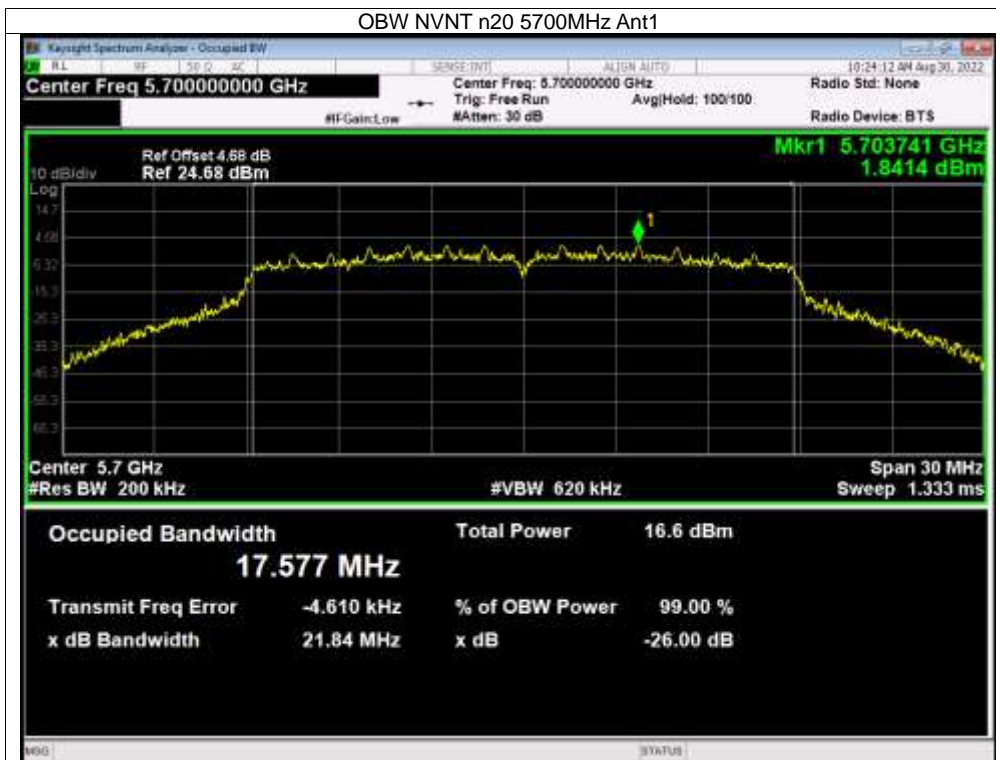 OBW NVNT n20 5700MHz Ant1
Keysight Spectrum Analyzer - Occupied BW
RL RF 50 Ω AC SENSE:INT ALIGN AUTO 10:24:12 AM Aug 30, 2022
Center Freq 5.700000000 GHz Center Freq: 5.700000000 GHz Radio Std: None
Trig: Free Run Avg|Hold: 100/100
#IFGain:Low #Atten: 30 dB Radio Device: BTS
Ref Offset 4.68 dB Mkr1 5.703741 GHz
10 dB/div Ref 24.68 dBm 1.8414 dBm
Log
14.7
4.68
-15.3
-25.3
-35.3
-45.3
-55.3
Center 5.7 GHz Span 30 MHz
#Res BW 200 kHz #VBW 620 kHz Sweep 1.333 ms
Occupied Bandwidth Total Power 16.6 dBm
17.577 MHz
Transmit Freq Error -4.610 kHz % of OBW Power 99.00 %
x dB Bandwidth 21.84 MHz x dB -26.00 dB
MSG STATUS